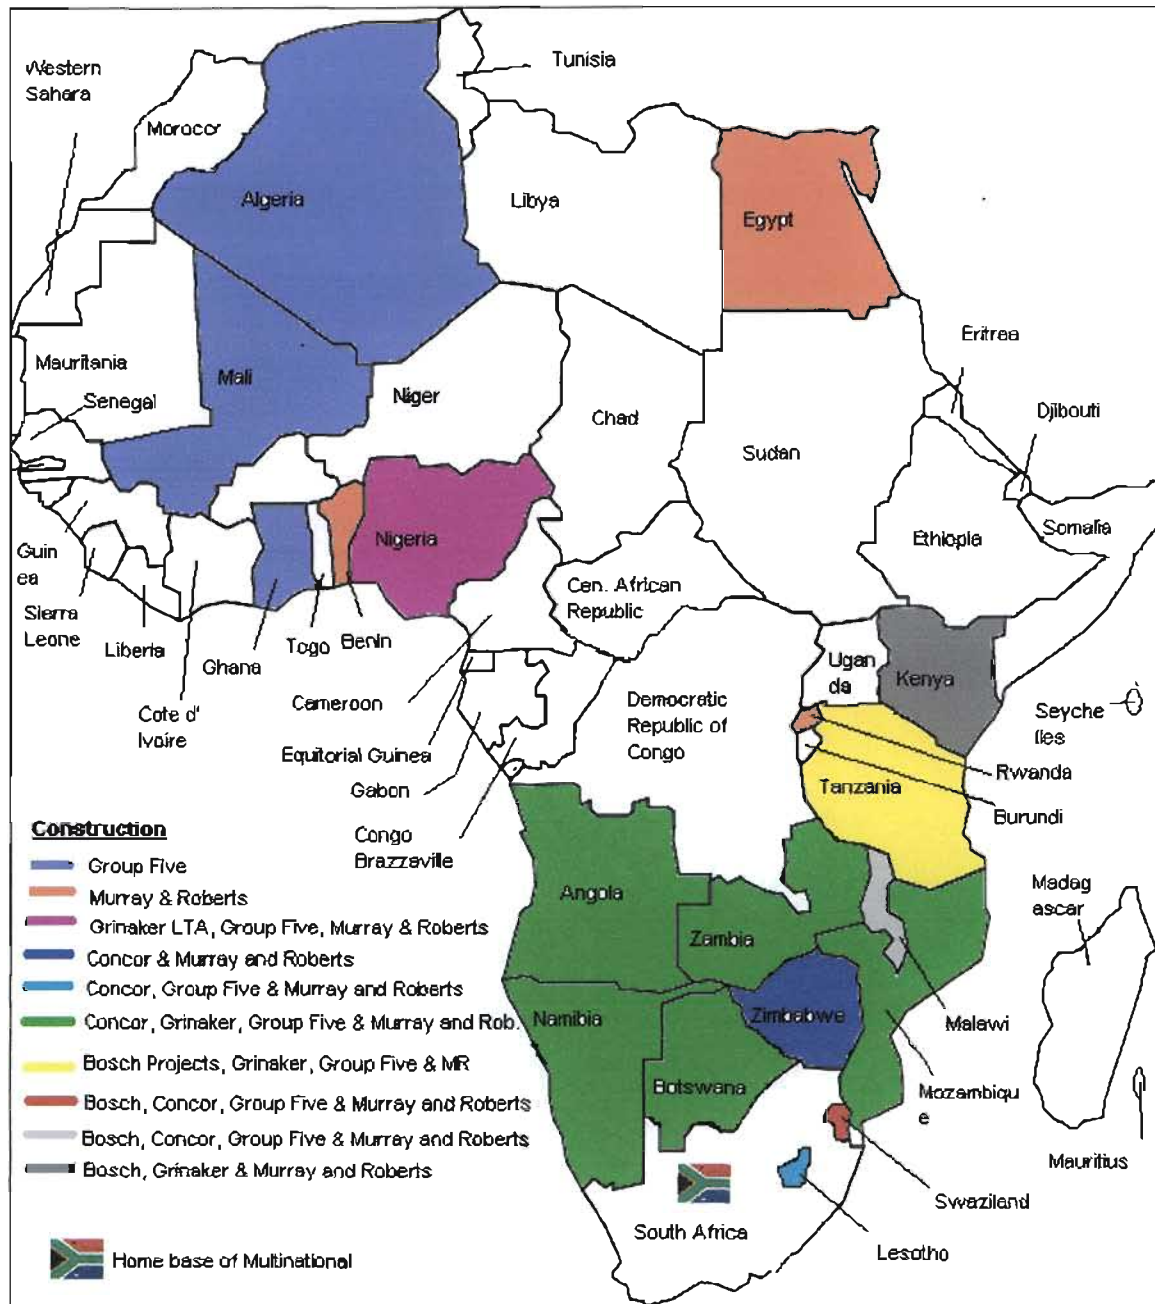 Tunisia
Western
Sahara
Moroccr
Algeria
Libya
Egypt
Eritrea
Mauritania
Mali
Niger
Chad
Djibouti
Senegal
Sudan
Nigeria
Ethiopia
Somalia
Guin
ea
Cen. African
Republic
Sierra
Leone
Liberia
Ghana
Togo
Benin
Ugan
da
Kenya
Cameroon
Democratic
Republic of
Congo
Seyche
lles
Cote d'
Ivoire
Equitorial Guinea
Rwanda
Gabon
Tanzania
Burundi
Congo
Brazzaville
Construction
Group Five
Murray & Roberts
Grinaker LTA, Group Five, Murray & Roberts
Concor & Murray and Roberts
Concor, Group Five & Murray and Roberts
Concor, Grinaker, Group Five & Murray and Rob.
Bosch Projects, Grinaker, Group Five & MR
Bosch, Concor, Group Five & Murray and Roberts
Bosch, Concor, Group Five & Murray and Roberts
Bosch, Grinaker & Murray and Roberts
Home base of Multinational
Angola
Zambia
Madag
ascar
Namibia
Zimbabwe
Malawi
Botswana
Mozambiqu
e
Mauritius
Swaziland
South Africa
Lesotho